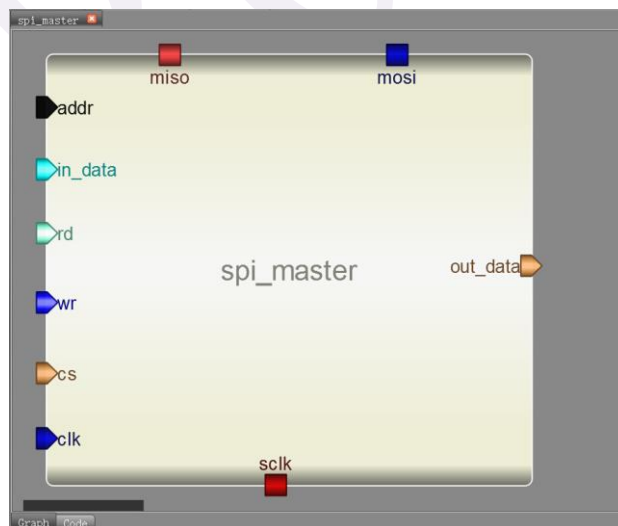 spi_master
miso
mosi
addr
in_data
rd
spi_master
out_data
wr
cs
clk
sclk
Graph Code